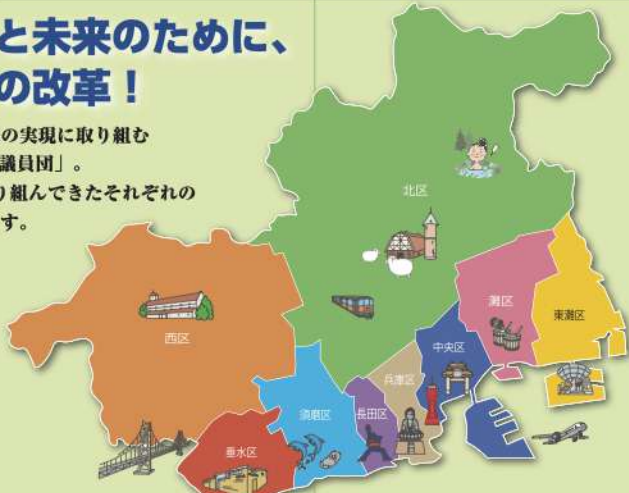 と未来のために、
の改革！
の実現に取り組む
議員団」。
り組んできたそれぞれの
す。
北区
西区
灘区
東灘区
中央区
兵庫区
長田区
須磨区
垂水区